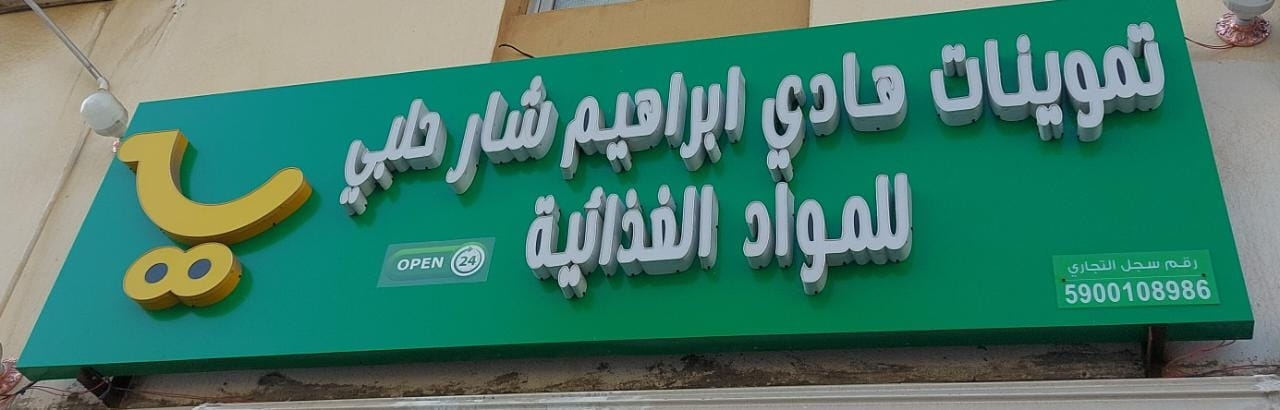 تموينات هادي ابراهيم شار حلبي
للمواد الغذائية
OPEN 24
رقم سجل التجاري
5900108986